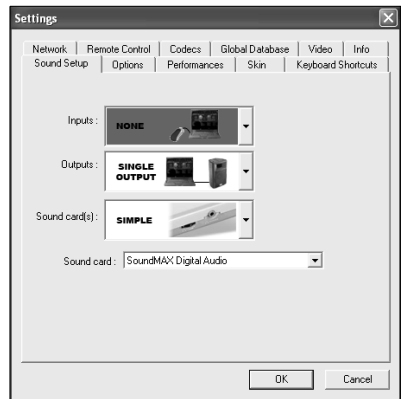 Settings
Network Remote Control Codecs Global Database Video Info
Sound Setup Options Performances Skin Keyboard Shortcuts
Inputs : NONE
Outputs : SINGLE OUTPUT
Sound card(s) : SIMPLE
Sound card : SoundMAX Digital Audio
OK Cancel